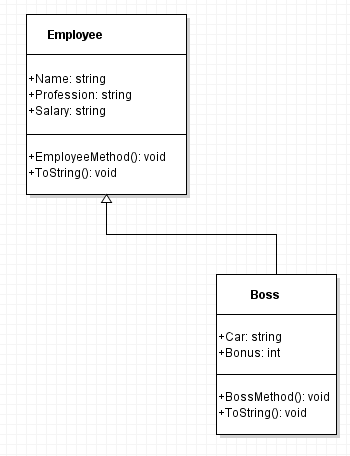 Employee
+Name: string
+Profession: string
+Salary: string
+EmployeeMethod(): void
+ToString(): void
Boss
+Car: string
+Bonus: int
+BossMethod(): void
+ToString(): void